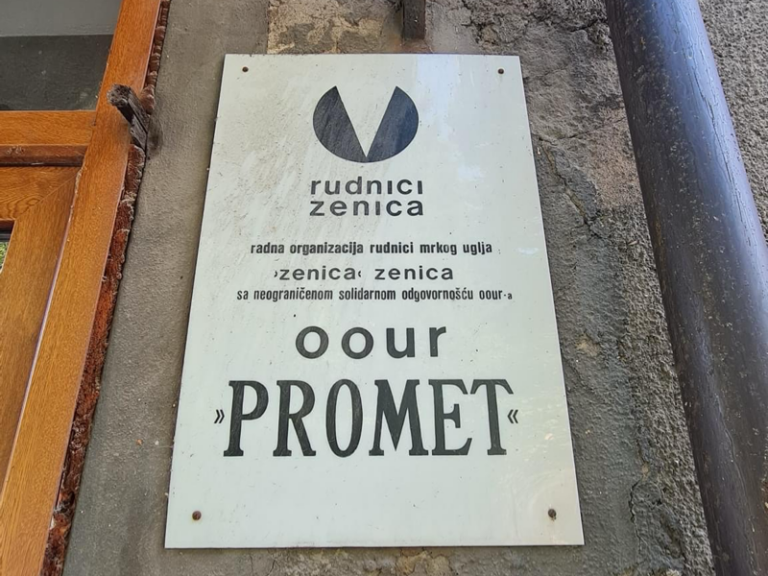 rudnici
zenica
radna organizacija rudnici mrkog uglja
›zenica‹ zenica
sa neograničenom solidarnom odgovornošću oour-a
oour
»PROMET«